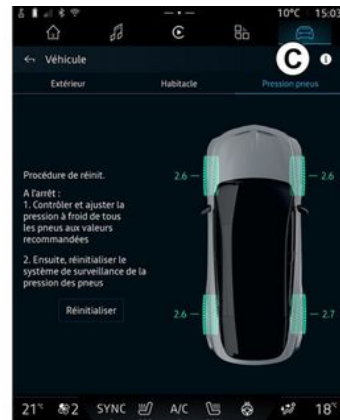 10°C 15:03
C
Véhicule
Extérieur Habitacle Pression pneus
Procédure de réinit.
A l'arrêt :
1. Contrôler et ajuster la
pression à froid de tous
les pneus aux valeurs
recommandées
2. Ensuite, réinitialiser le
système de surveillance de la
pression des pneus
Réinitialiser
2.6 2.6
2.6 2.7
21° 2 SYNC A/C 18°